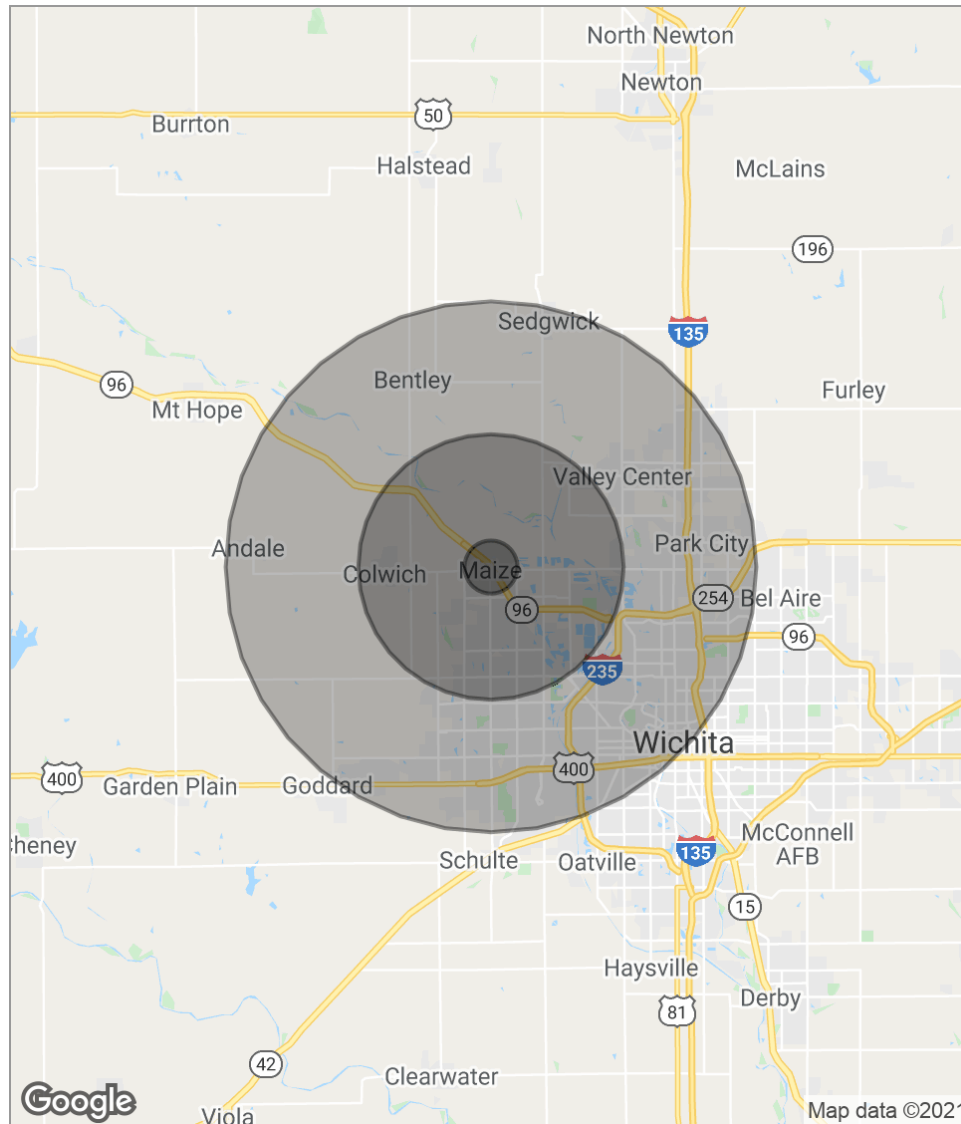 North Newton
Newton
50
Burrton
Halstead
McLains
196
Sedgwick
135
Bentley
96
Mt Hope
Furley
Valley Center
Andale
Park City
Colwich
Maize
96
254
Bel Aire
96
235
Wichita
400
400
Garden Plain
Goddard
Cheney
McConnell
AFB
Schulte
Oatville
135
15
Haysville
Derby
81
42
Clearwater
Google
Viola
Map data ©2021